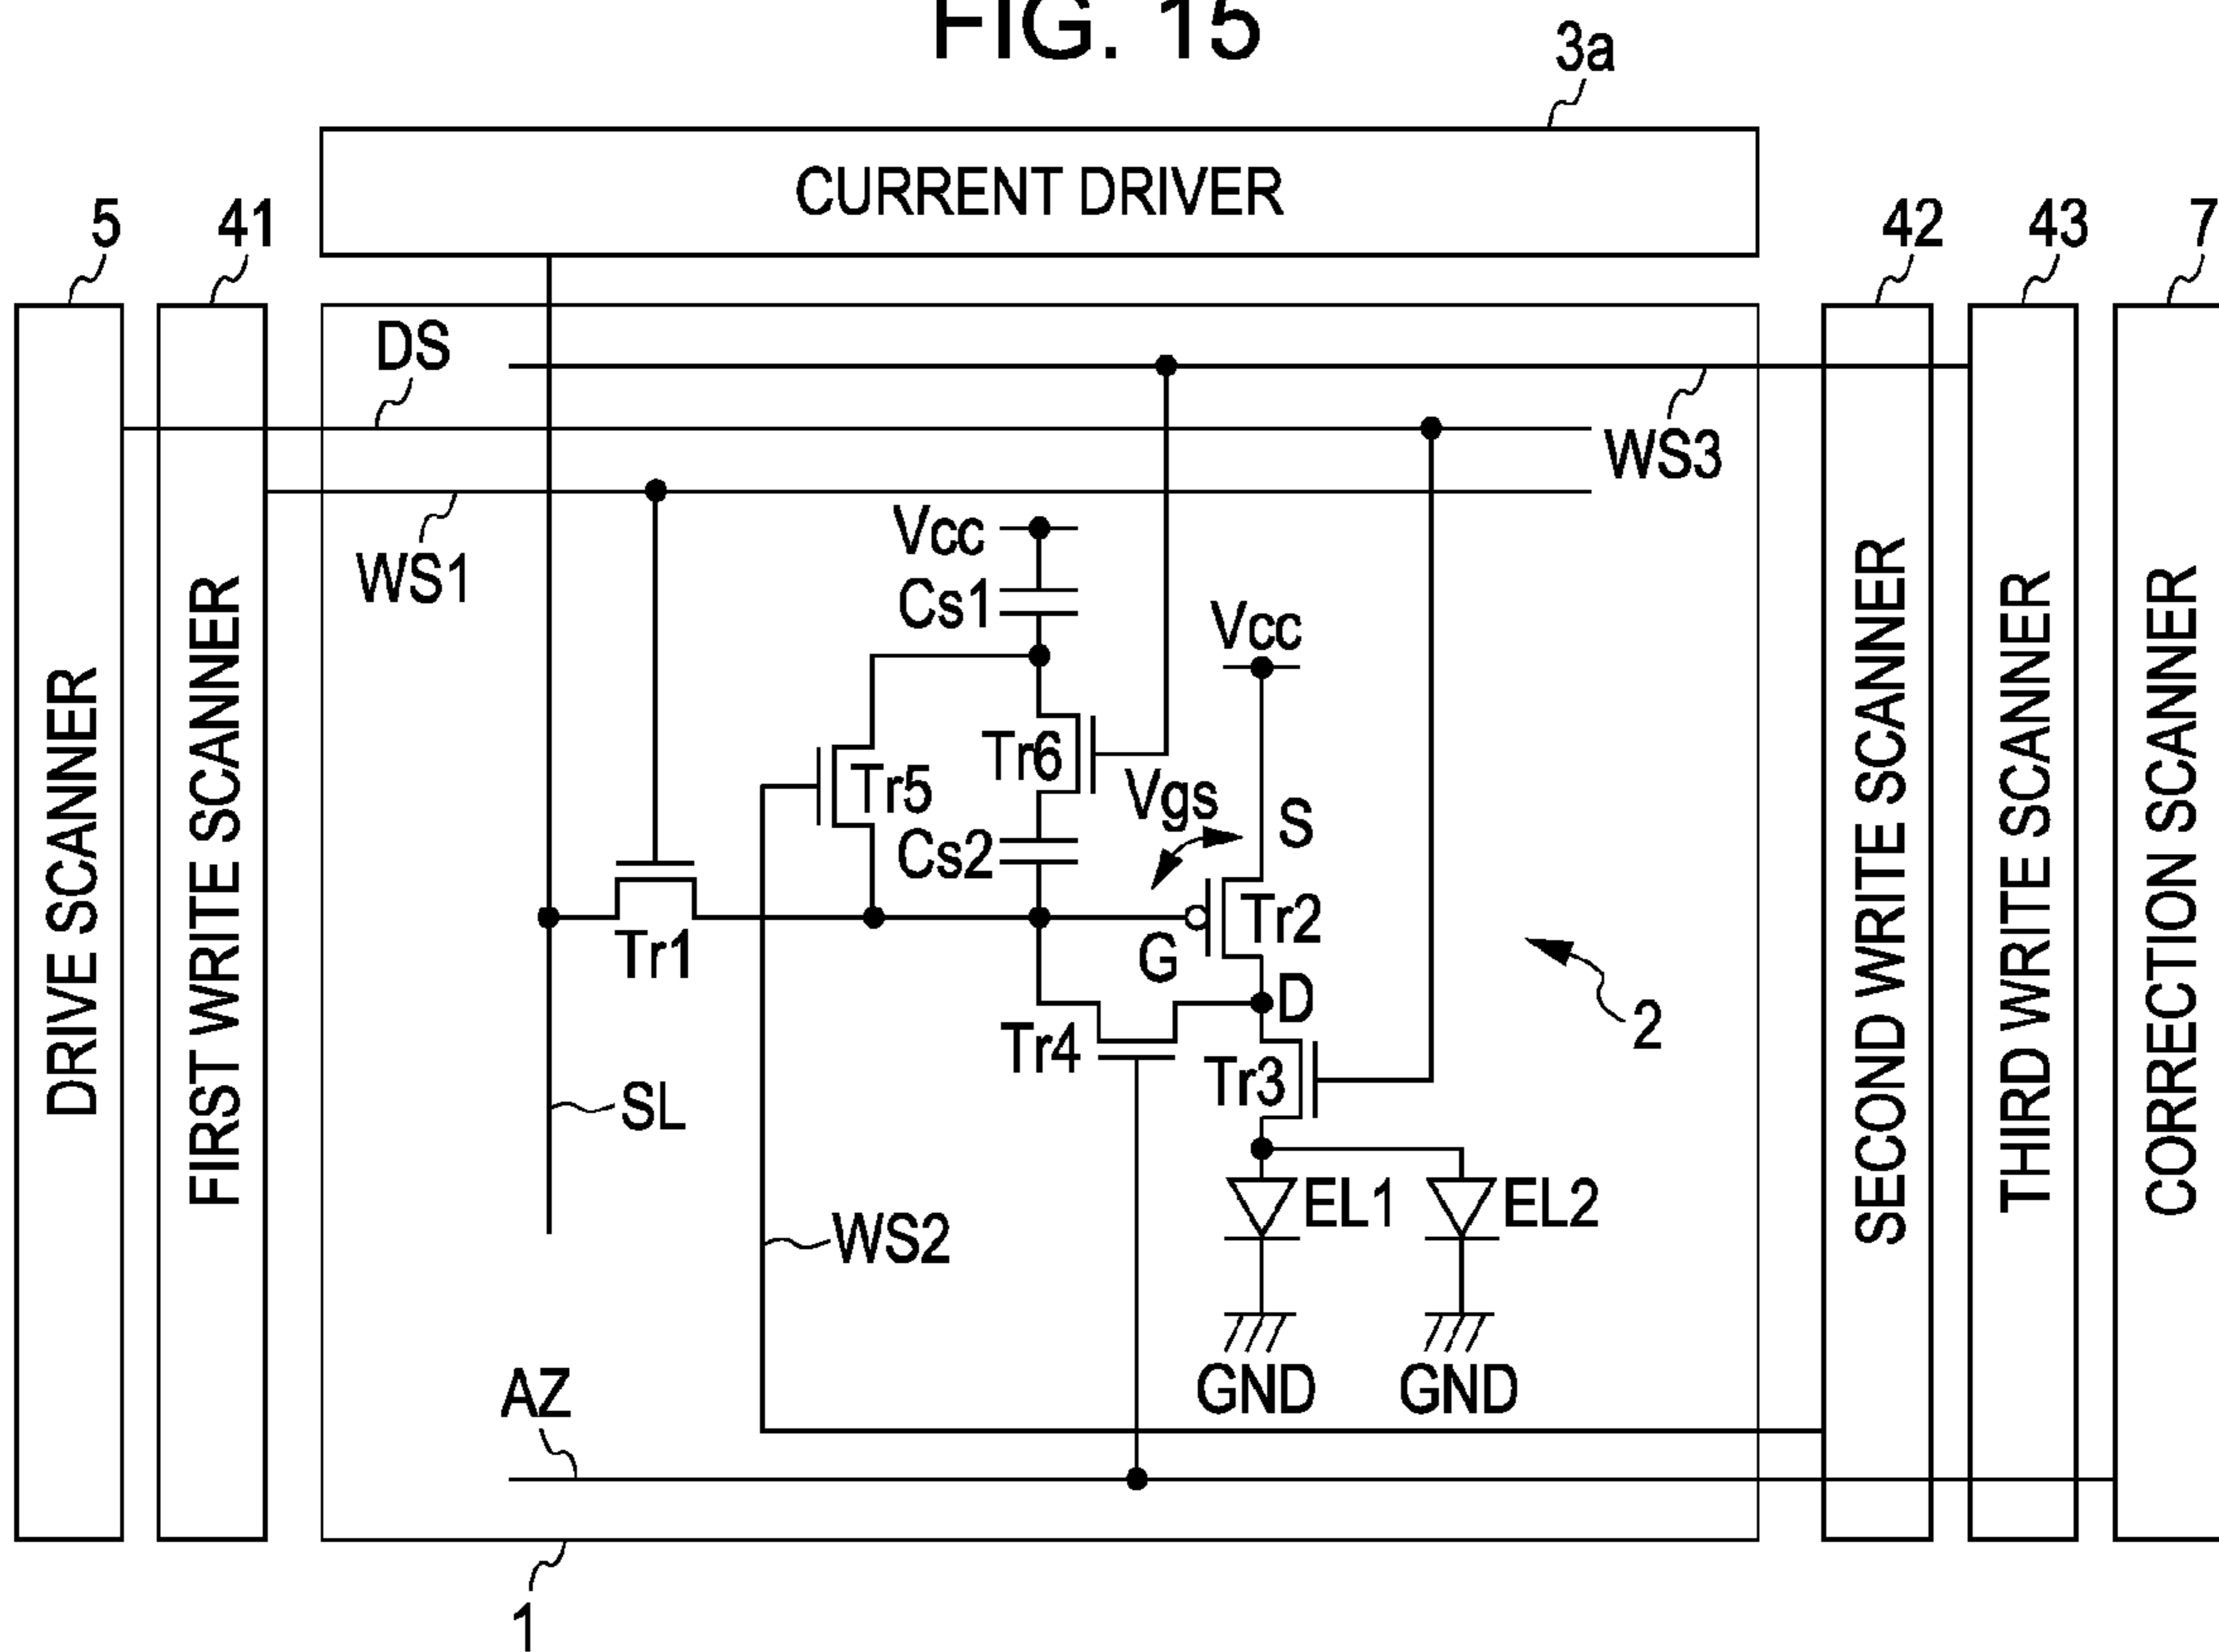 FIG. 15
3a
CURRENT DRIVER
5
41
42
43
7
DS
WS3
WS1
Vcc
Cs1
Vcc
Tr6
Tr5
Vgs
S
Cs2
Tr2
Tr1
G
D
2
Tr4
Tr3
SL
EL1
EL2
WS2
GND
GND
AZ
1
DRIVE SCANNER
FIRST WRITE SCANNER
SECOND WRITE SCANNER
THIRD WRITE SCANNER
CORRECTION SCANNER